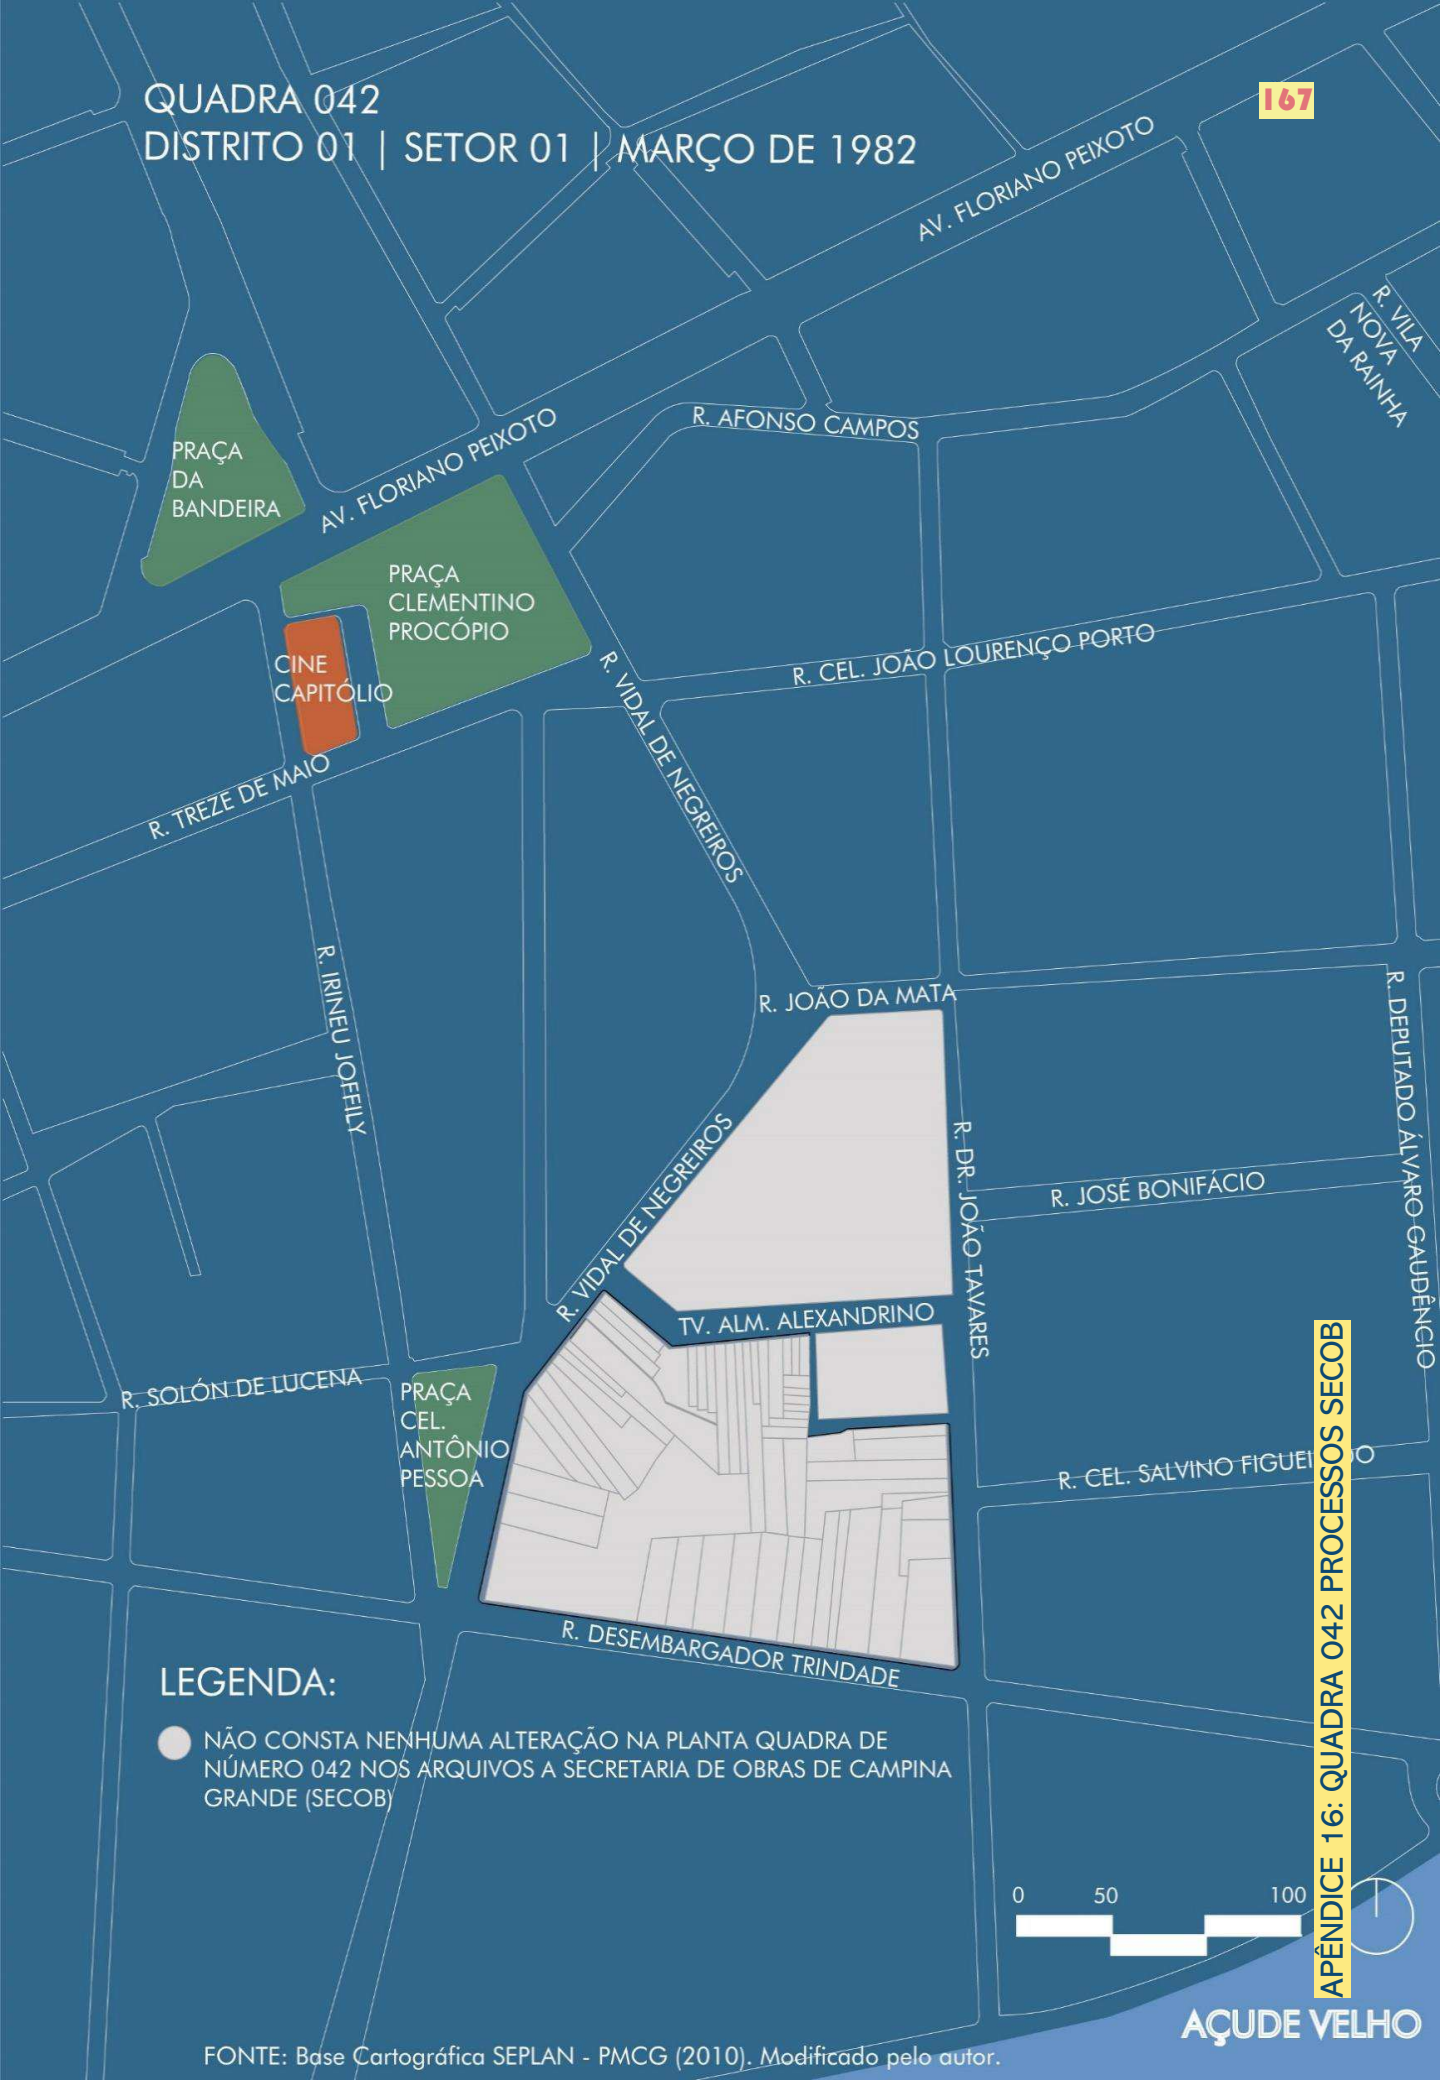 167
QUADRA 042
DISTRITO 01 | SETOR 01 | MARÇO DE 1982
AV. FLORIANO PEIXOTO
R. VILA
NOVA
DA RAINHA
R. AFONSO CAMPOS
AV. FLORIANO PEIXOTO
PRAÇA
DA
BANDEIRA
PRAÇA
CLEMENTINO
PROCÓPIO
CINE
CAPITÓLIO
R. CEL. JOÃO LOURENÇO PORTO
R. VIDAL DE NEGREIROS
R. TREZE DE MAIO
R. IRINEU JOFFILY
R. JOÃO DA MATA
R. DEPUTADO ÁLVARO GAUDÊNCIO
R. VIDAL DE NEGREIROS
R. DR. JOÃO TAVARES
R. JOSÉ BONIFÁCIO
TV. ALM. ALEXANDRINO
R. SOLÓN DE LUCENA
PRAÇA
CEL.
ANTÔNIO
PESSOA
R. CEL. SALVINO
R. DESEMBARGADOR TRINDADE
APÊNDICE 16: QUADRA 042 PROCESSOS SECOB
LEGENDA:
NÃO CONSTA NENHUMA ALTERAÇÃO NA PLANTA QUADRA DE
NÚMERO 042 NOS ARQUIVOS A SECRETARIA DE OBRAS DE CAMPINA
GRANDE (SECOB)
0 50 100
AÇUDE VELHO
FONTE: Base Cartográfica SEPLAN - PMCG (2010). Modificado pelo autor.